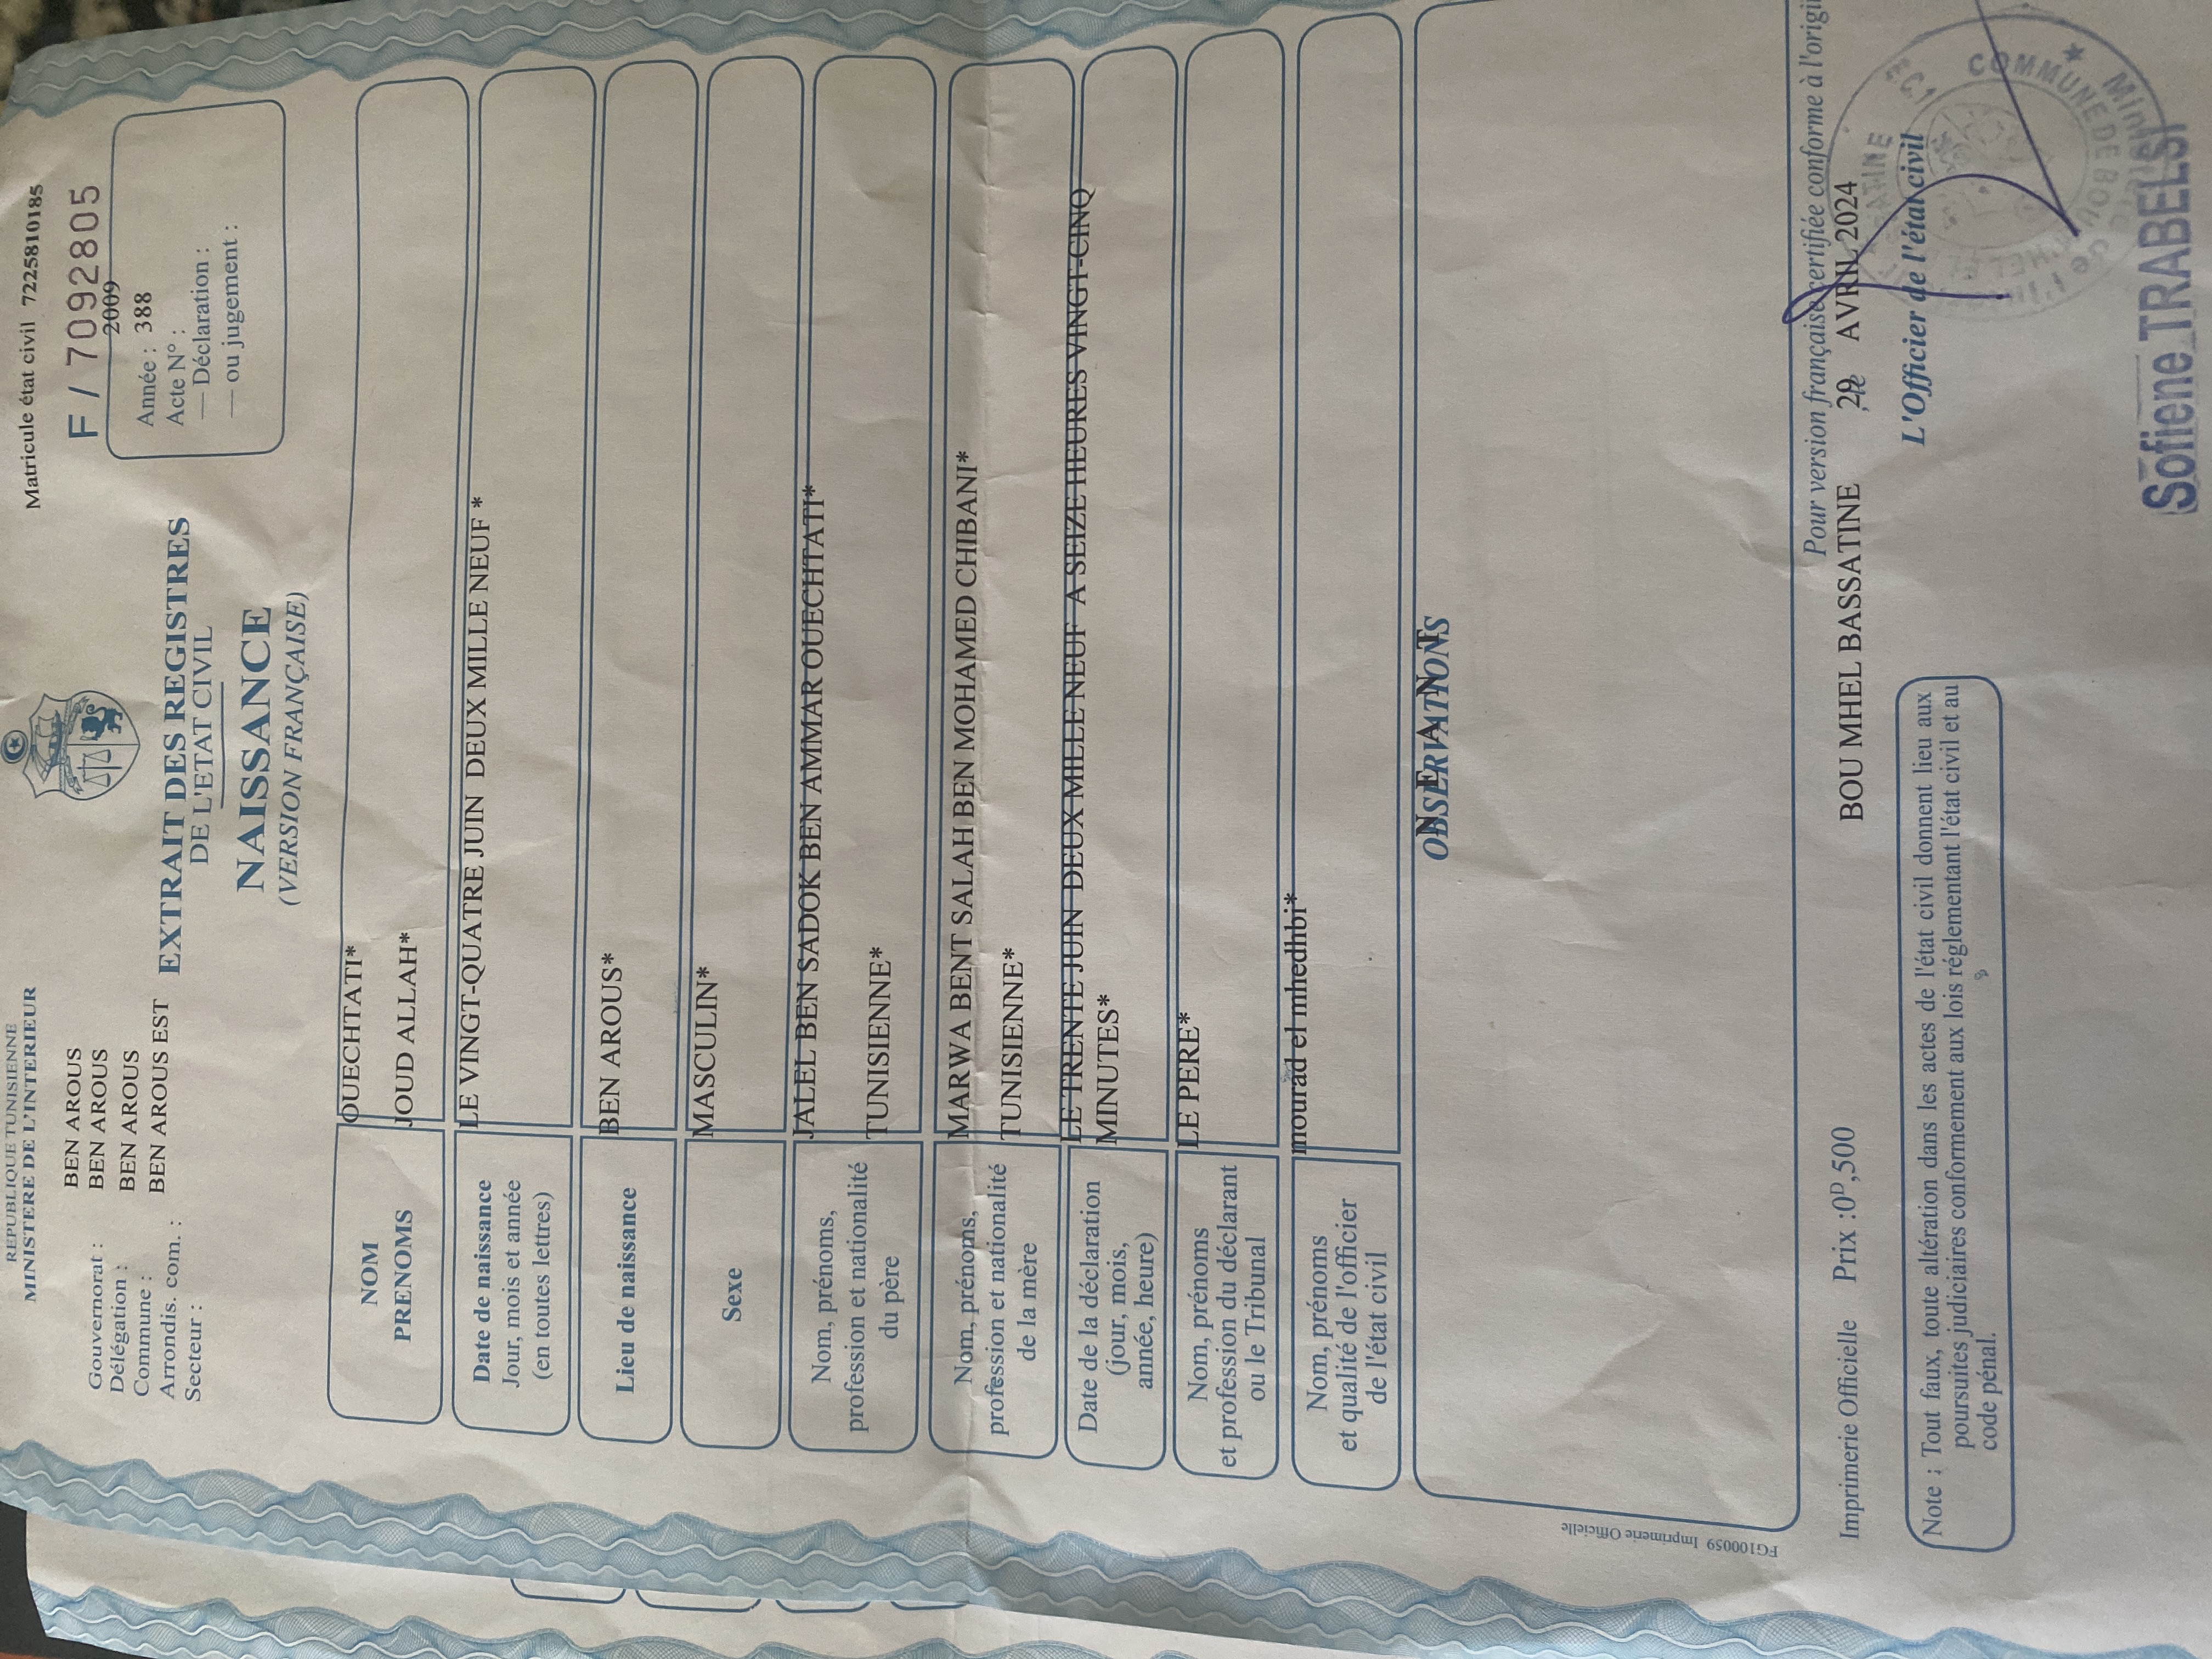 REPUBLIQUE TUNISIENNE
MINISTERE DE L'INTERIEUR
Matricule état civil 7225810185
F / 7092805
2009
Année : 388
Acte N° :
— Déclaration :
— ou jugement :
Gouvernorat : BEN AROUS
Délégation : BEN AROUS
Commune : BEN AROUS
Arrondis. com. : BEN AROUS EST
Secteur :
EXTRAIT DES REGISTRES
DE L'ETAT CIVIL
NAISSANCE
(VERSION FRANÇAISE)
NOM OUECHTATI*
PRENOMS JOUD ALLAH*
Date de naissance LE VINGT-QUATRE JUIN DEUX MILLE NEUF *
Jour, mois et année
(en toutes lettres)
Lieu de naissance BEN AROUS*
Sexe MASCULIN*
Nom, prénoms, JALEL BEN SADOK BEN AMMAR OUECHTATI*
profession et nationalité TUNISIENNE*
du père
Nom, prénoms, MARWA BENT SALAH BEN MOHAMED CHIBANI*
profession et nationalité TUNISIENNE*
de la mère
Date de la déclaration LE TRENTE JUIN DEUX MILLE NEUF A SEIZE HEURES VINGT-CINQ
(jour, mois, MINUTES*
année, heure)
Nom, prénoms LE PERE*
et profession du déclarant
ou le Tribunal
Nom, prénoms mourad el mhedhbi*
et qualité de l'officier
de l'état civil
OBSERVATIONS
N E A N T
FG100059 Imprimerie Officielle
Pour version française certifiée conforme à l'origi
Imprimerie Officielle Prix :0D,500 BOU MHEL BASSATINE ,le 29 AVRIL 2024
L'Officier de l'état civil
Note : Tout faux, toute altération dans les actes de l'état civil donnent lieu aux
poursuites judiciaires conformement aux lois réglementant l'état civil et au
code pénal.
COMMUNE DE BOU MHEL
Sofiene TRABELSI